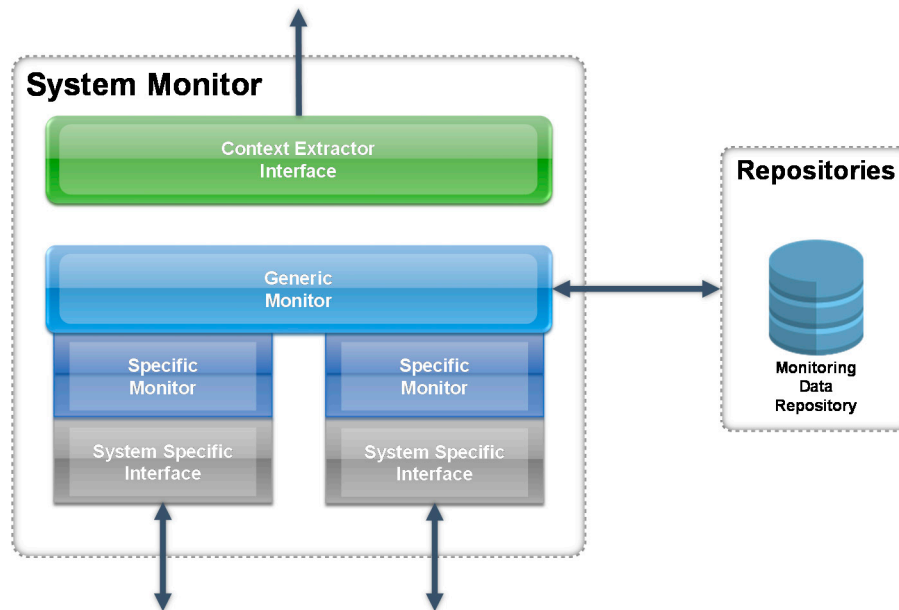 System Monitor
Context Extractor
Interface
Generic
Monitor
Specific
Monitor
Specific
Monitor
System Specific
Interface
System Specific
Interface
Repositories
Monitoring
Data
Repository